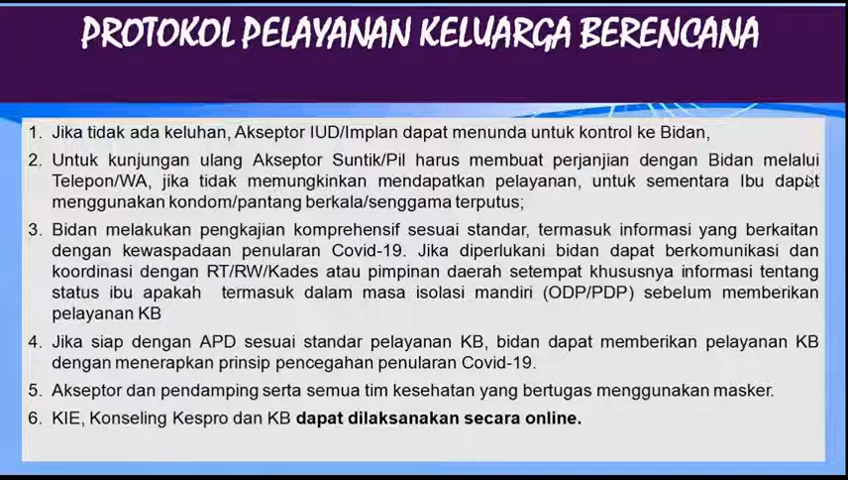 PROTOKOL PELAYANAN KELUARGA BERENCANA
1. Jika tidak ada keluhan, Akseptor IUD/Implan dapat menunda untuk kontrol ke Bidan,
2. Untuk kunjungan ulang Akseptor Suntik/Pil harus membuat perjanjian dengan Bidan melalui
Telepon/WA, jika tidak memungkinkan mendapatkan pelayanan, untuk sementara Ibu dapat
menggunakan kondom/pantang berkala/senggama terputus;
3. Bidan melakukan pengkajian komprehensif sesuai standar, termasuk informasi yang berkaitan
dengan kewaspadaan penularan Covid-19. Jika diperlukani bidan dapat berkomunikasi dan
koordinasi dengan RT/RW/Kades atau pimpinan daerah setempat khususnya informasi tentang
status ibu apakah termasuk dalam masa isolasi mandiri (ODP/PDP) sebelum memberikan
pelayanan KB
4. Jika siap dengan APD sesuai standar pelayanan KB, bidan dapat memberikan pelayanan KB
dengan menerapkan prinsip pencegahan penularan Covid-19.
5. Akseptor dan pendamping serta semua tim kesehatan yang bertugas menggunakan masker.
6. KIE, Konseling Kespro dan KB dapat dilaksanakan secara online.